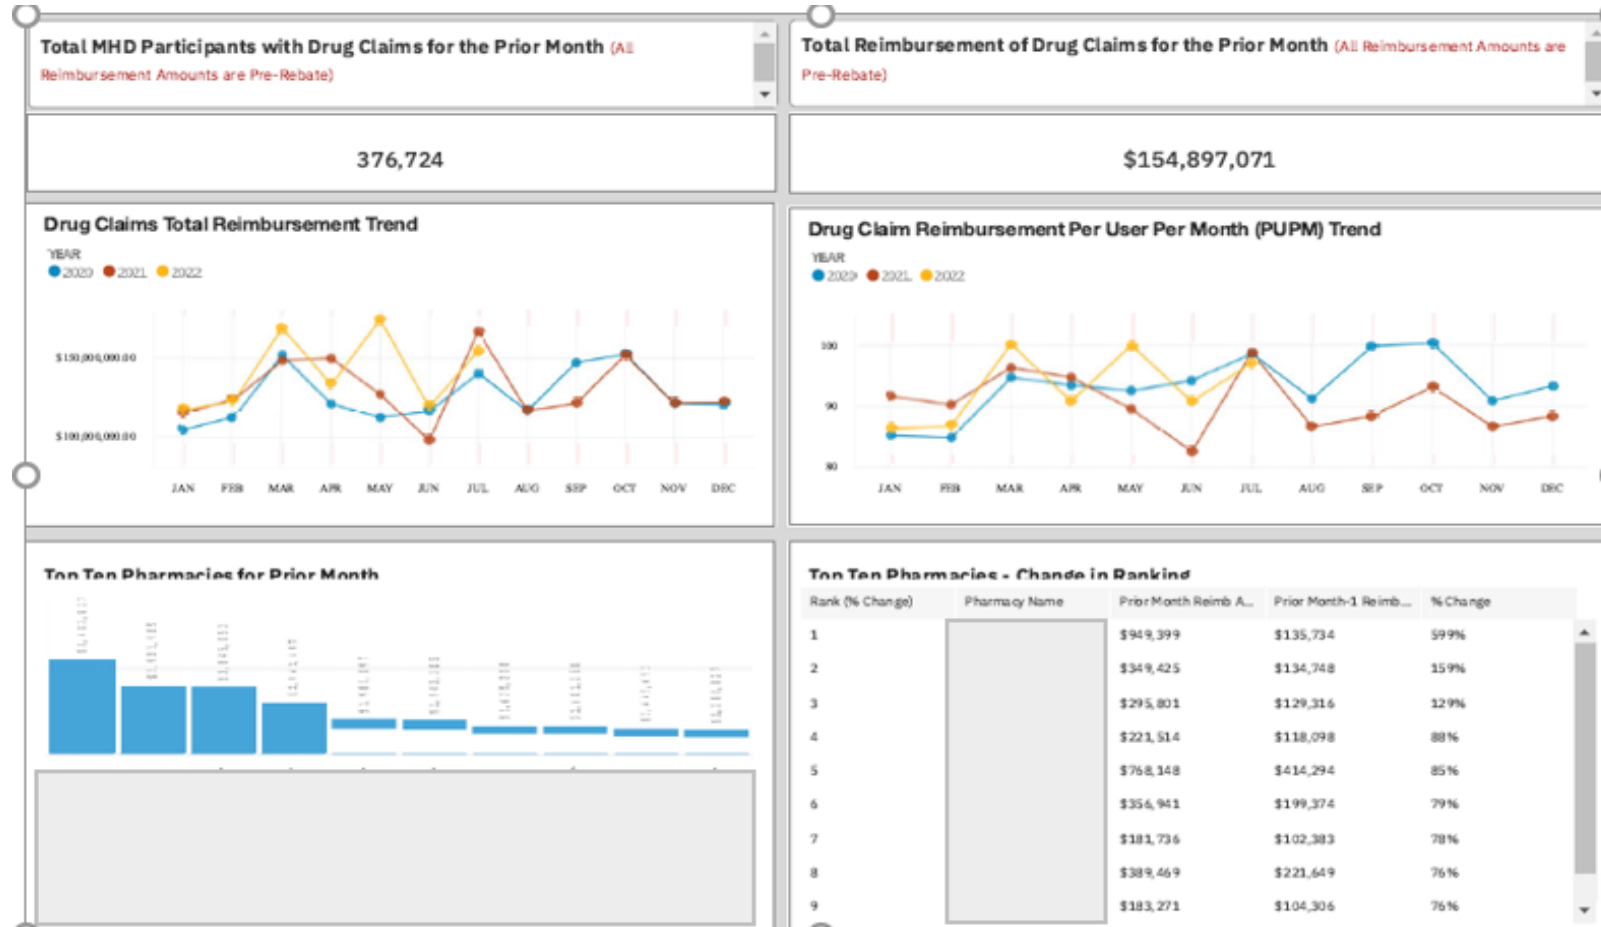 Total MHD Participants with Drug Claims for the Prior Month (All
Reimbursement Amounts are Pre-Rebate)
Total Reimbursement of Drug Claims for the Prior Month (All Reimbursement Amounts are
Pre-Rebate)
376,724
$154,897,071
Drug Claims Total Reimbursement Trend
YEAR
2020 2021 2022
$150,000,000.00
$100,000,000.00
JAN FEB MAR APR MAY JUN JUL AUG SEP OCT NOV DEC
Drug Claim Reimbursement Per User Per Month (PUPM) Trend
YEAR
2020 2021 2022
100
90
80
JAN FEB MAR APR MAY JUN JUL AUG SEP OCT NOV DEC
Top Ten Pharmacies for Prior Month
Top Ten Pharmacies - Change in Ranking
Rank (% Change) Pharmacy Name Prior Month Reimb A... Prior Month-1 Reimb... % Change
1 $949,399 $135,734 599%
2 $349,425 $134,748 159%
3 $295,801 $129,316 129%
4 $221,514 $118,098 88%
5 $768,148 $414,294 85%
6 $356,941 $199,374 79%
7 $181,736 $102,383 78%
8 $389,469 $221,649 76%
9 $183,271 $104,306 76%